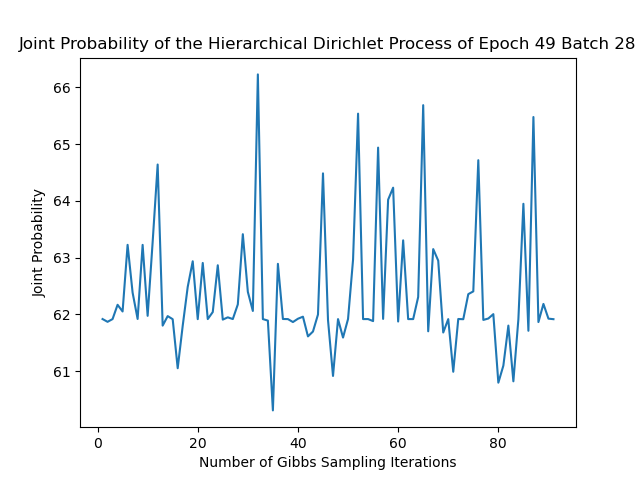 Joint Probability of the Hierarchical Dirichlet Process of Epoch 49 Batch 28
66
65
64
63
62
61
Joint Probability
0 20 40 60 80
Number of Gibbs Sampling Iterations